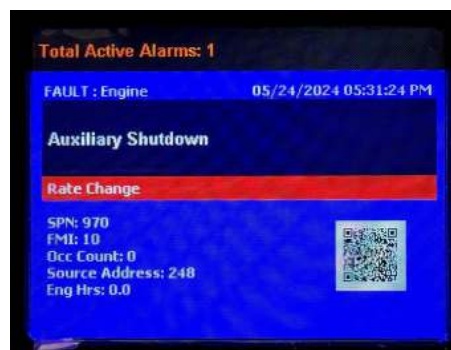 Total Active Alarms: 1
FAULT : Engine 05/24/2024 05:31:24 PM
Auxiliary Shutdown
Rate Change
SPN: 970
FMI: 10
Occ Count: 0
Source Address: 248
Eng Hrs: 0.0